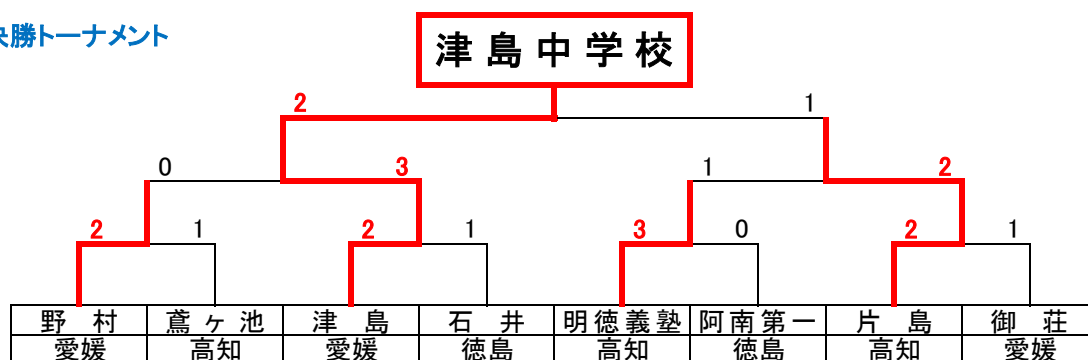 決勝トーナメント
津島中学校
2 1
0 3 1 2
2 1 2 1 3 0 2 1
野村 鳶ヶ池 津島 石井 明徳義塾 阿南第一 片島 御荘
愛媛 高知 愛媛 徳島 高知 徳島 高知 愛媛